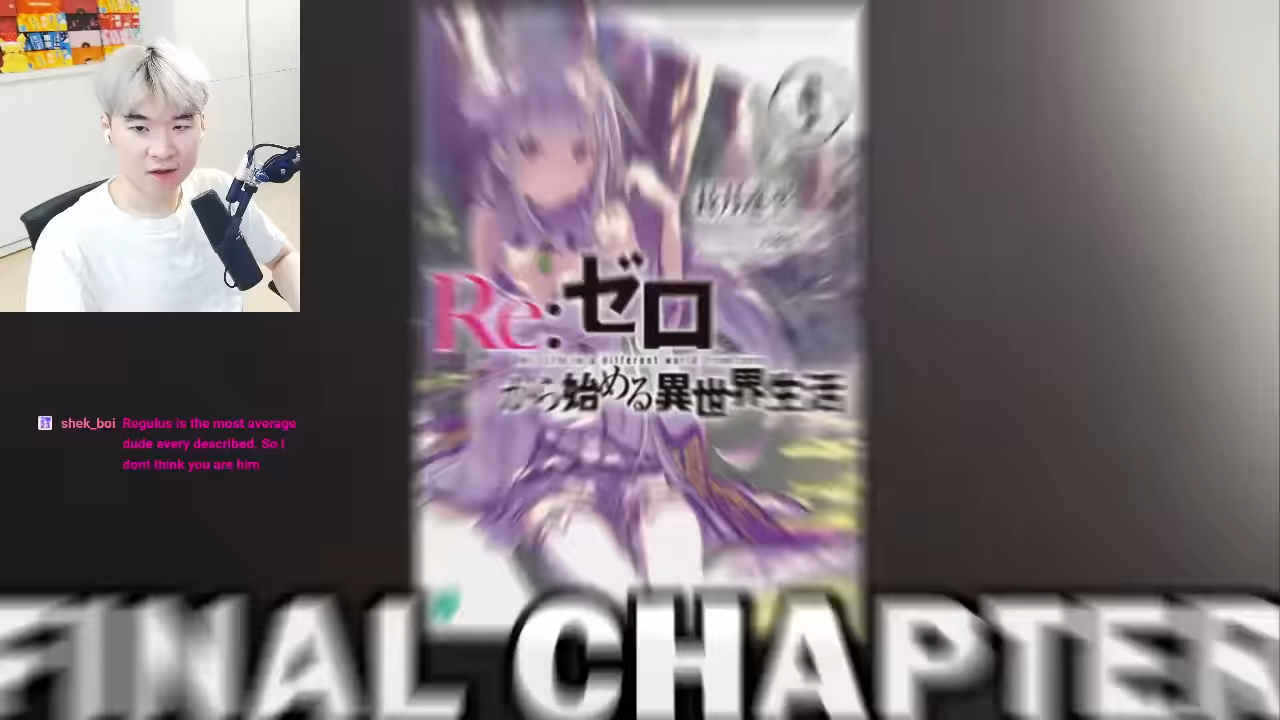 Re:ゼロ
から始める異世界生活
shek_boi Regulus is the most average
dude every described. So I
dont think you are him
FINAL CHAPTER